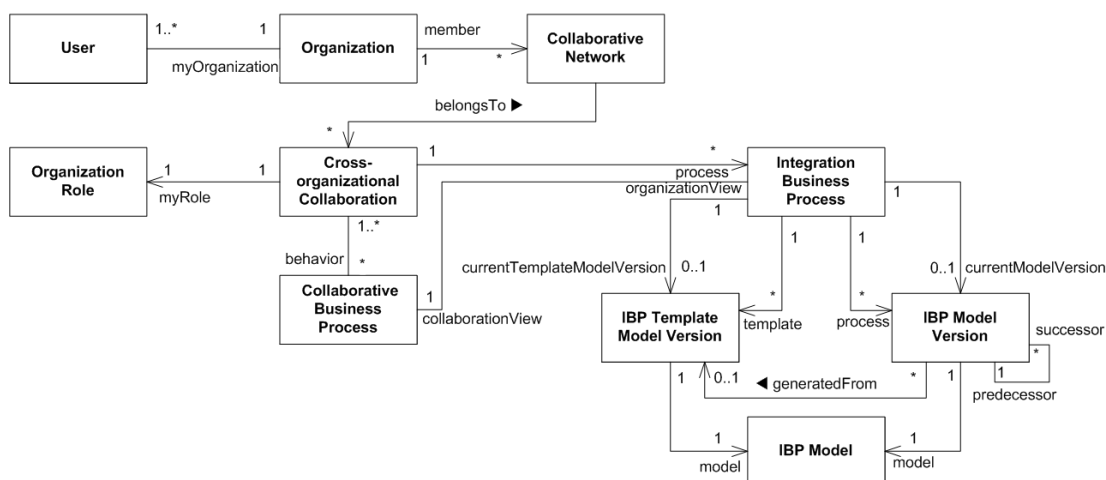 1..*
1
member
User
Organization
Collaborative
Network
myOrganization
1
*
belongsTo ►
*
1
*
Organization
Role
1
1
Cross-
organizational
Collaboration
process
organizationView
Integration
Business
Process
myRole
1
1
1..*
1
1
behavior
*
currentTemplateModelVersion
0..1
0..1
currentModelVersion
Collaborative
Business
Process
1
collaborationView
*
*
IBP Template
Model Version
template
process
IBP Model
Version
successor
*
1
0..1
◄ generatedFrom
*
1
1
predecessor
1
1
model
IBP Model
model